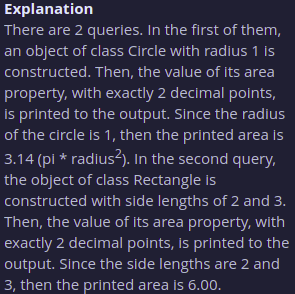 Explanation
There are 2 queries. In the first of them,
an object of class Circle with radius 1 is
constructed. Then, the value of its area
property, with exactly 2 decimal points,
is printed to the output. Since the radius
of the circle is 1, then the printed area is
3.14 (pi * radius²). In the second query,
the object of class Rectangle is
constructed with side lengths of 2 and 3.
Then, the value of its area property, with
exactly 2 decimal points, is printed to the
output. Since the side lengths are 2 and
3, then the printed area is 6.00.